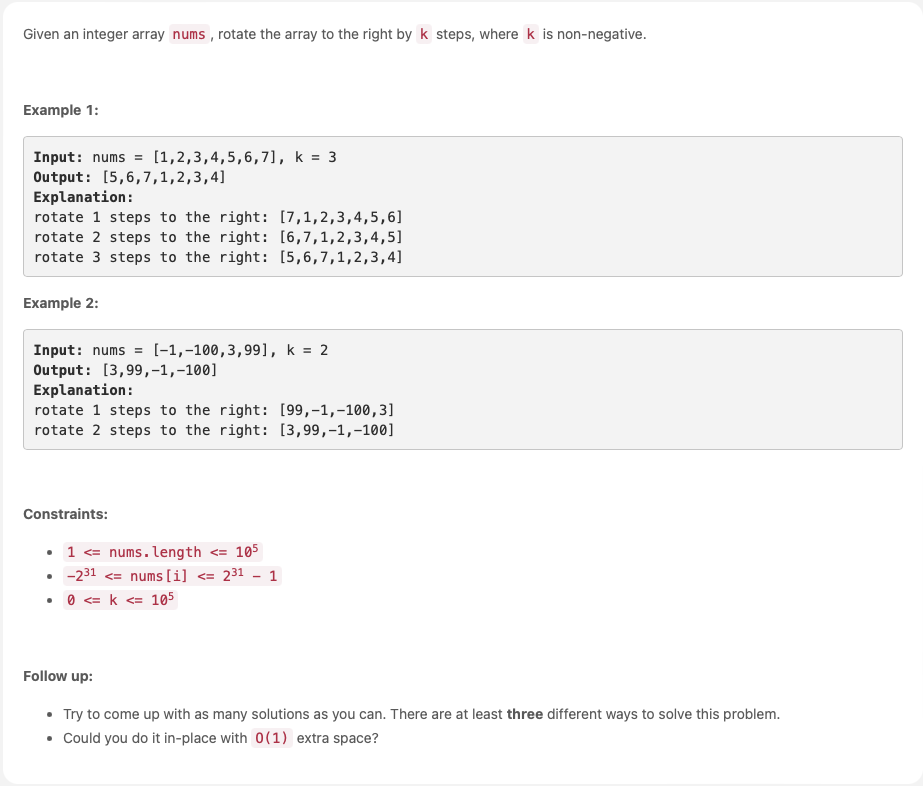 Given an integer array nums, rotate the array to the right by k steps, where k is non-negative.
Example 1:
Input: nums = [1,2,3,4,5,6,7], k = 3
Output: [5,6,7,1,2,3,4]
Explanation:
rotate 1 steps to the right: [7,1,2,3,4,5,6]
rotate 2 steps to the right: [6,7,1,2,3,4,5]
rotate 3 steps to the right: [5,6,7,1,2,3,4]
Example 2:
Input: nums = [-1,-100,3,99], k = 2
Output: [3,99,-1,-100]
Explanation:
rotate 1 steps to the right: [99,-1,-100,3]
rotate 2 steps to the right: [3,99,-1,-100]
Constraints:
• 1 <= nums.length <= 10⁵
• -2³¹ <= nums[i] <= 2³¹ - 1
• 0 <= k <= 10⁵
Follow up:
• Try to come up with as many solutions as you can. There are at least three different ways to solve this problem.
• Could you do it in-place with O(1) extra space?